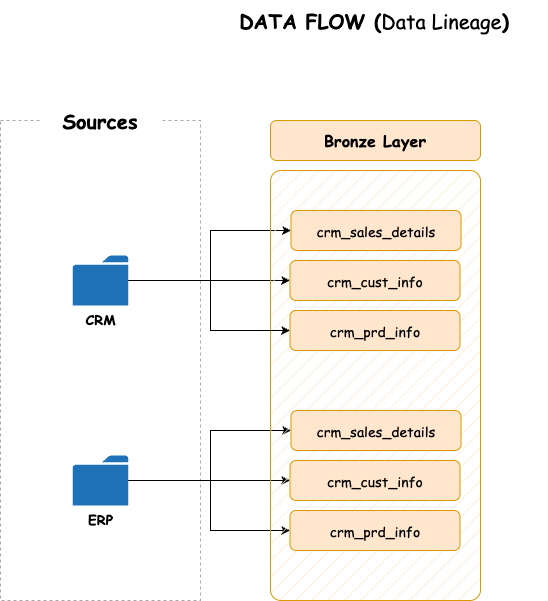 DATA FLOW (Data Lineage)
Sources
Bronze Layer
crm_sales_details
crm_cust_info
crm_prd_info
CRM
crm_sales_details
crm_cust_info
crm_prd_info
ERP